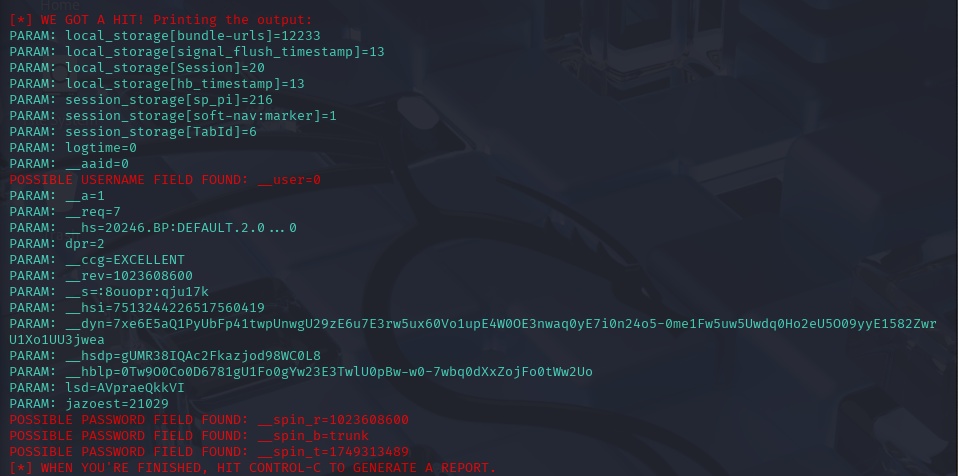 Home
[*] WE GOT A HIT! Printing the output:
PARAM: local_storage[bundle-urls]=12233
PARAM: local_storage[signal_flush_timestamp]=13
PARAM: local_storage[Session]=20
PARAM: local_storage[hb_timestamp]=13
PARAM: session_storage[sp_pi]=216
PARAM: session_storage[soft-nav:marker]=1
PARAM: session_storage[TabId]=6
PARAM: logtime=0
PARAM: __aaid=0
POSSIBLE USERNAME FIELD FOUND: __user=0
PARAM: __a=1
PARAM: __req=7
PARAM: __hs=20246.BP:DEFAULT.2.0...0
PARAM: dpr=2
PARAM: __ccg=EXCELLENT
PARAM: __rev=1023608600
PARAM: __s=:8ouopr:qju17k
PARAM: __hsi=7513244226517560419
PARAM: __dyn=7xe6E5aQ1PyUbFp41twpUnwgU29zE6u7E3rw5ux60Vo1upE4W0OE3nwaq0yE7i0n24o5-0me1Fw5uw5Uwdq0Ho2eU5O09yyE1582Zwr
U1Xo1UU3jwea
PARAM: __hsdp=gUMR38IQAc2Fkazjod98WC0L8
PARAM: __hblp=0Tw9O0Co0D6781gU1Fo0gYw23E3TwlU0pBw-w0-7wbq0dXxZojFo0tWw2Uo
PARAM: lsd=AVpraeQkkVI
PARAM: jazoest=21029
POSSIBLE PASSWORD FIELD FOUND: __spin_r=1023608600
POSSIBLE PASSWORD FIELD FOUND: __spin_b=trunk
POSSIBLE PASSWORD FIELD FOUND: __spin_t=1749313489
[*] WHEN YOU'RE FINISHED, HIT CONTROL-C TO GENERATE A REPORT.